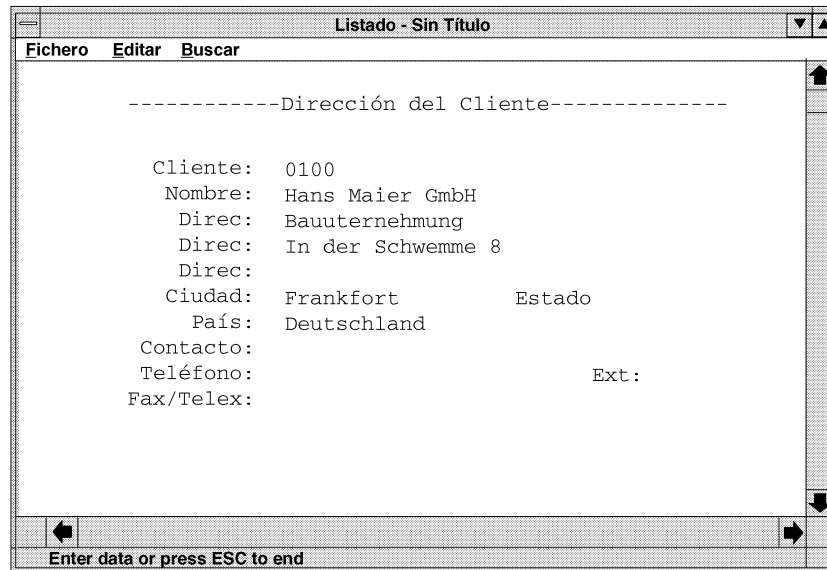 Listado - Sin Título
Fichero Editar Buscar
------------Dirección del Cliente--------------
Cliente: 0100
Nombre: Hans Maier GmbH
Direc: Bauuternehmung
Direc: In der Schwemme 8
Direc:
Ciudad: Frankfort Estado
País: Deutschland
Contacto:
Teléfono: Ext:
Fax/Telex:
Enter data or press ESC to end